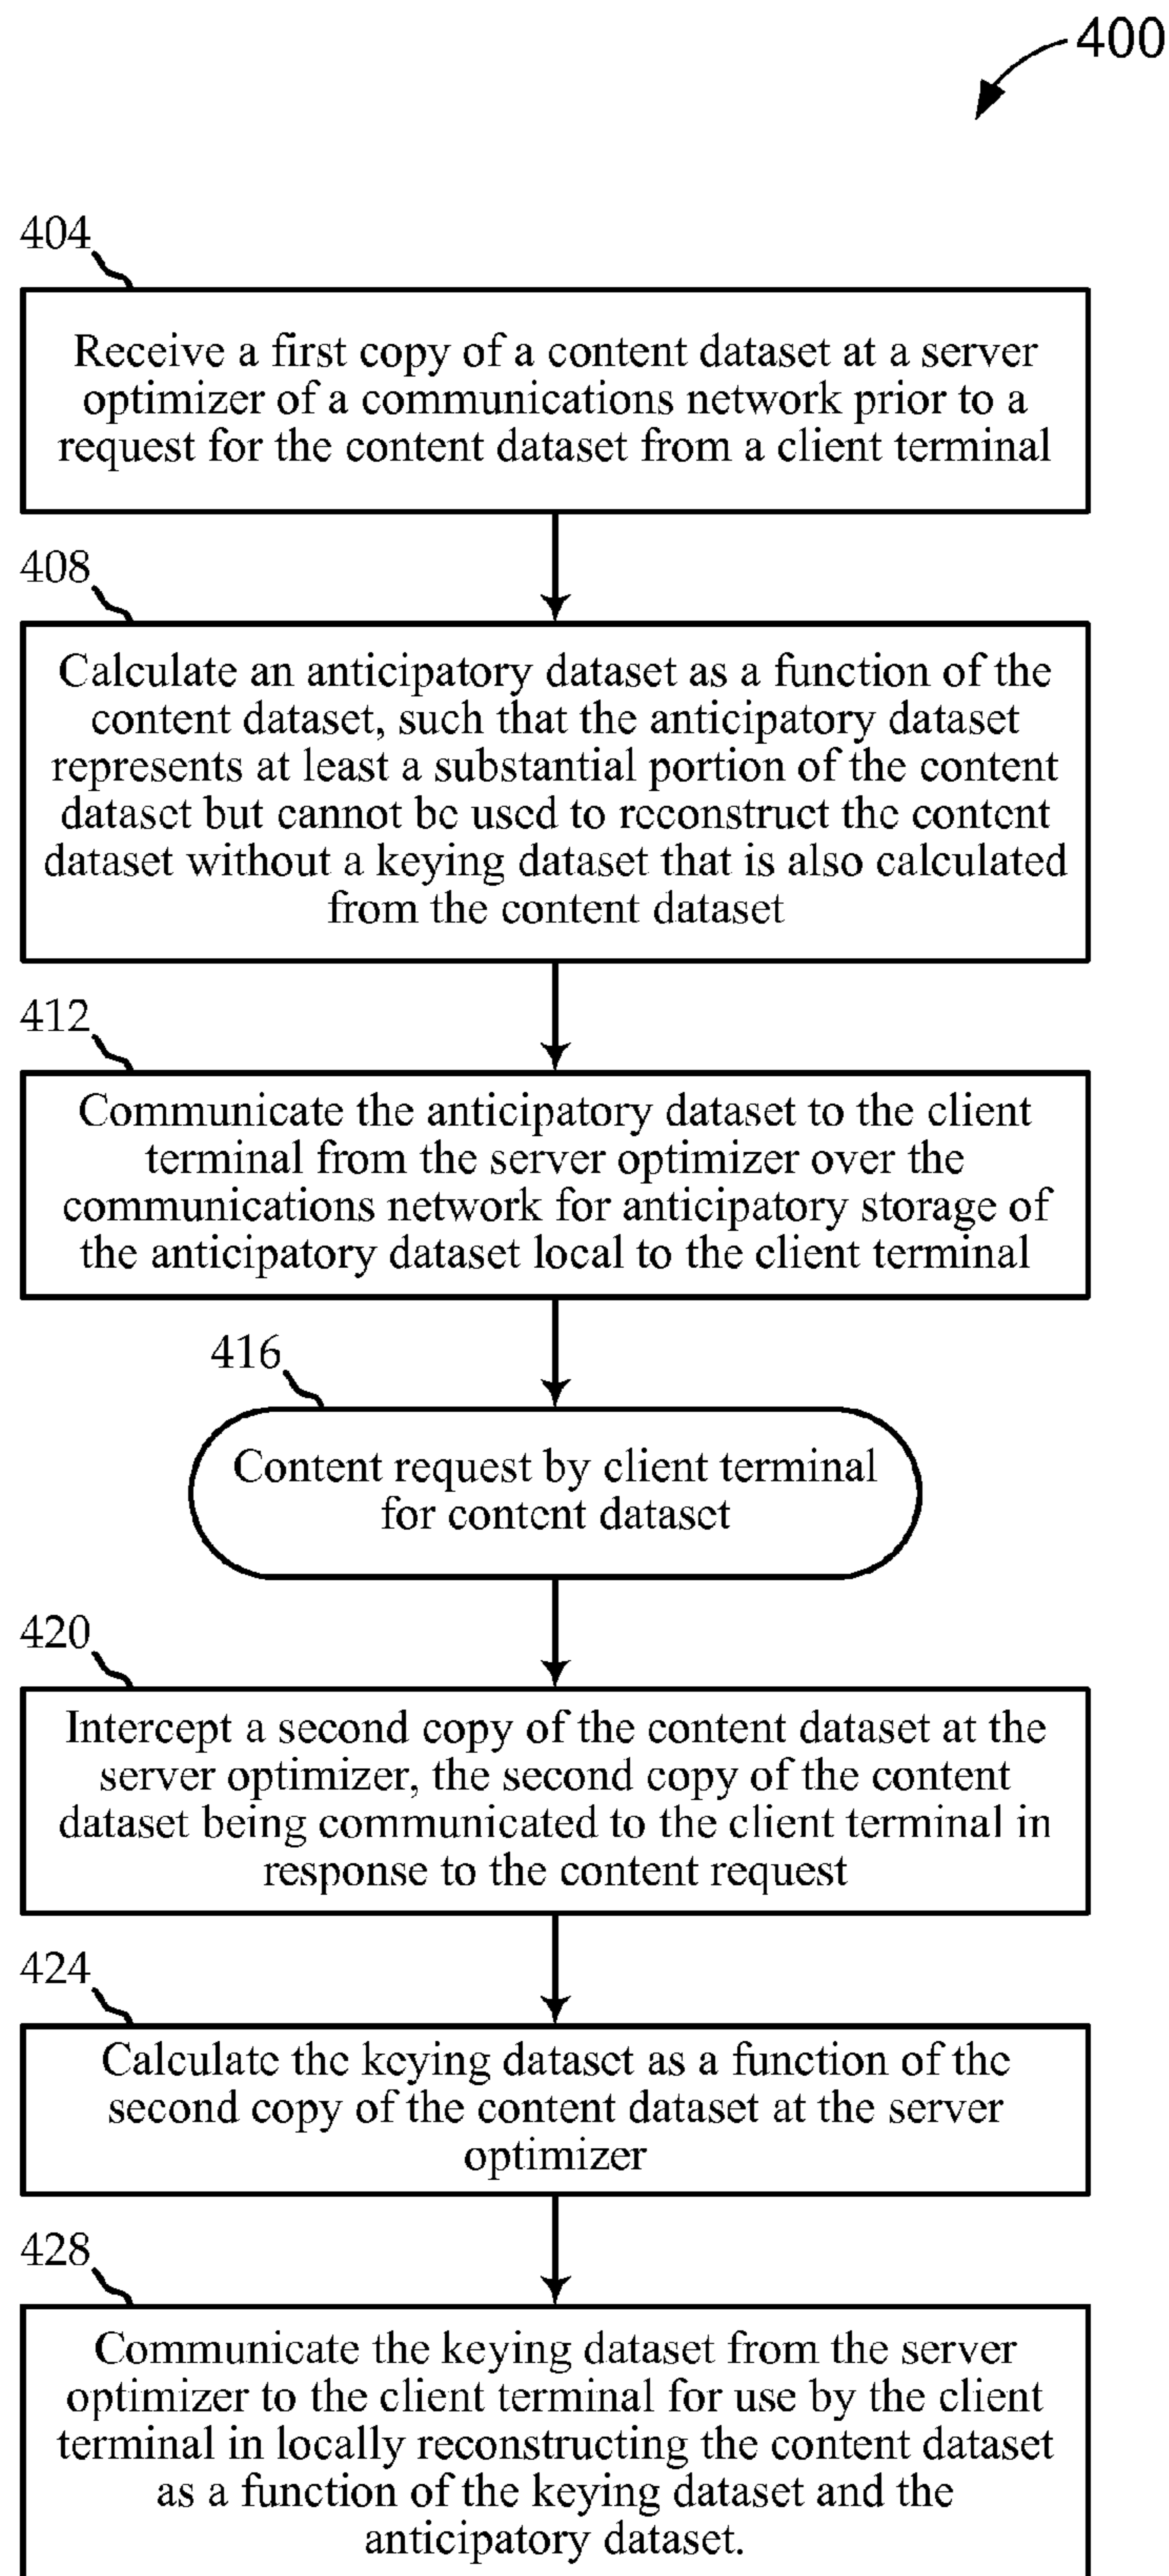 400
404
Receive a first copy of a content dataset at a server
optimizer of a communications network prior to a
request for the content dataset from a client terminal
408
Calculate an anticipatory dataset as a function of the
content dataset, such that the anticipatory dataset
represents at least a substantial portion of the content
dataset but cannot be used to reconstruct the content
dataset without a keying dataset that is also calculated
from the content dataset
412
Communicate the anticipatory dataset to the client
terminal from the server optimizer over the
communications network for anticipatory storage of
the anticipatory dataset local to the client terminal
416
Content request by client terminal
for content dataset
420
Intercept a second copy of the content dataset at the
server optimizer, the second copy of the content
dataset being communicated to the client terminal in
response to the content request
424
Calculate the keying dataset as a function of the
second copy of the content dataset at the server
optimizer
428
Communicate the keying dataset from the server
optimizer to the client terminal for use by the client
terminal in locally reconstructing the content dataset
as a function of the keying dataset and the
anticipatory dataset.